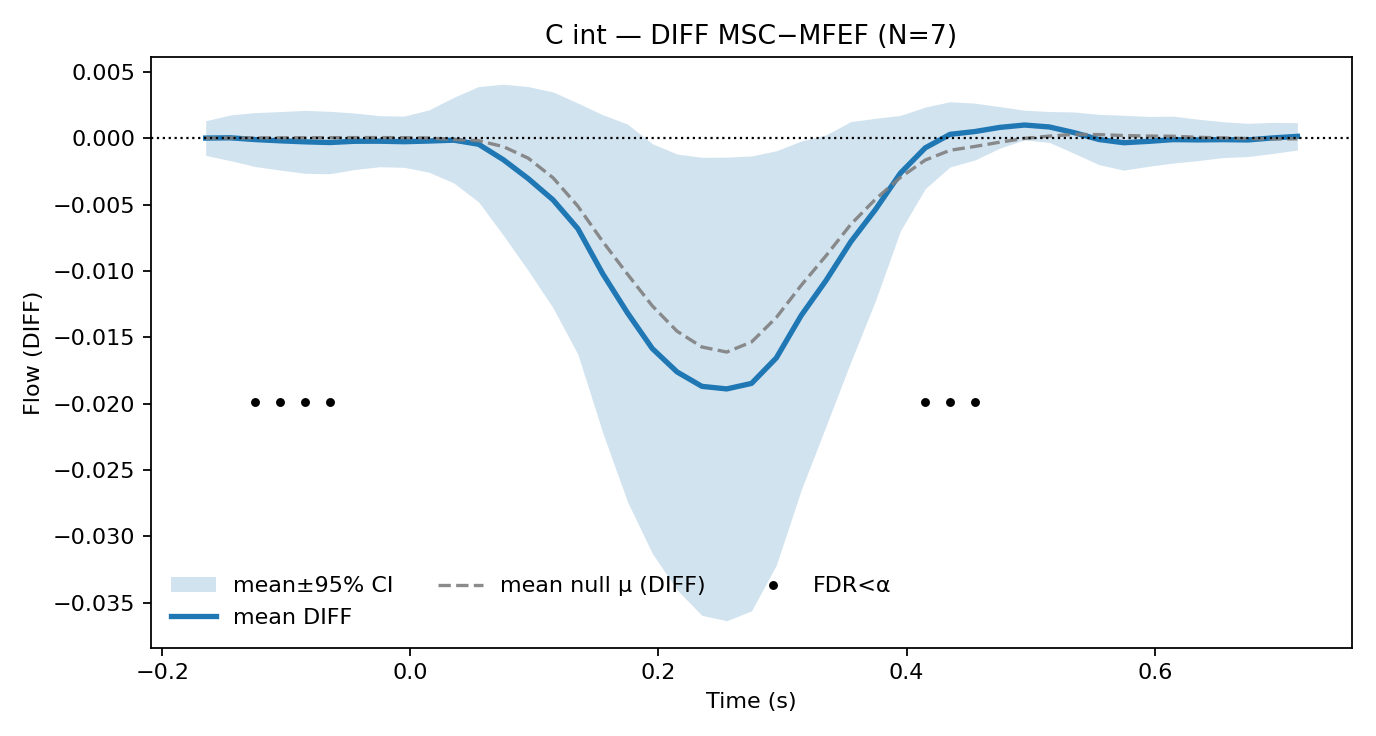 C int — DIFF MSC−MFEF (N=7)
Flow (DIFF)
0.005
0.000
−0.005
−0.010
−0.015
−0.020
−0.025
−0.030
−0.035
mean±95% CI
mean DIFF
mean null μ (DIFF)
FDR<α
−0.2
0.0
0.2
0.4
0.6
Time (s)